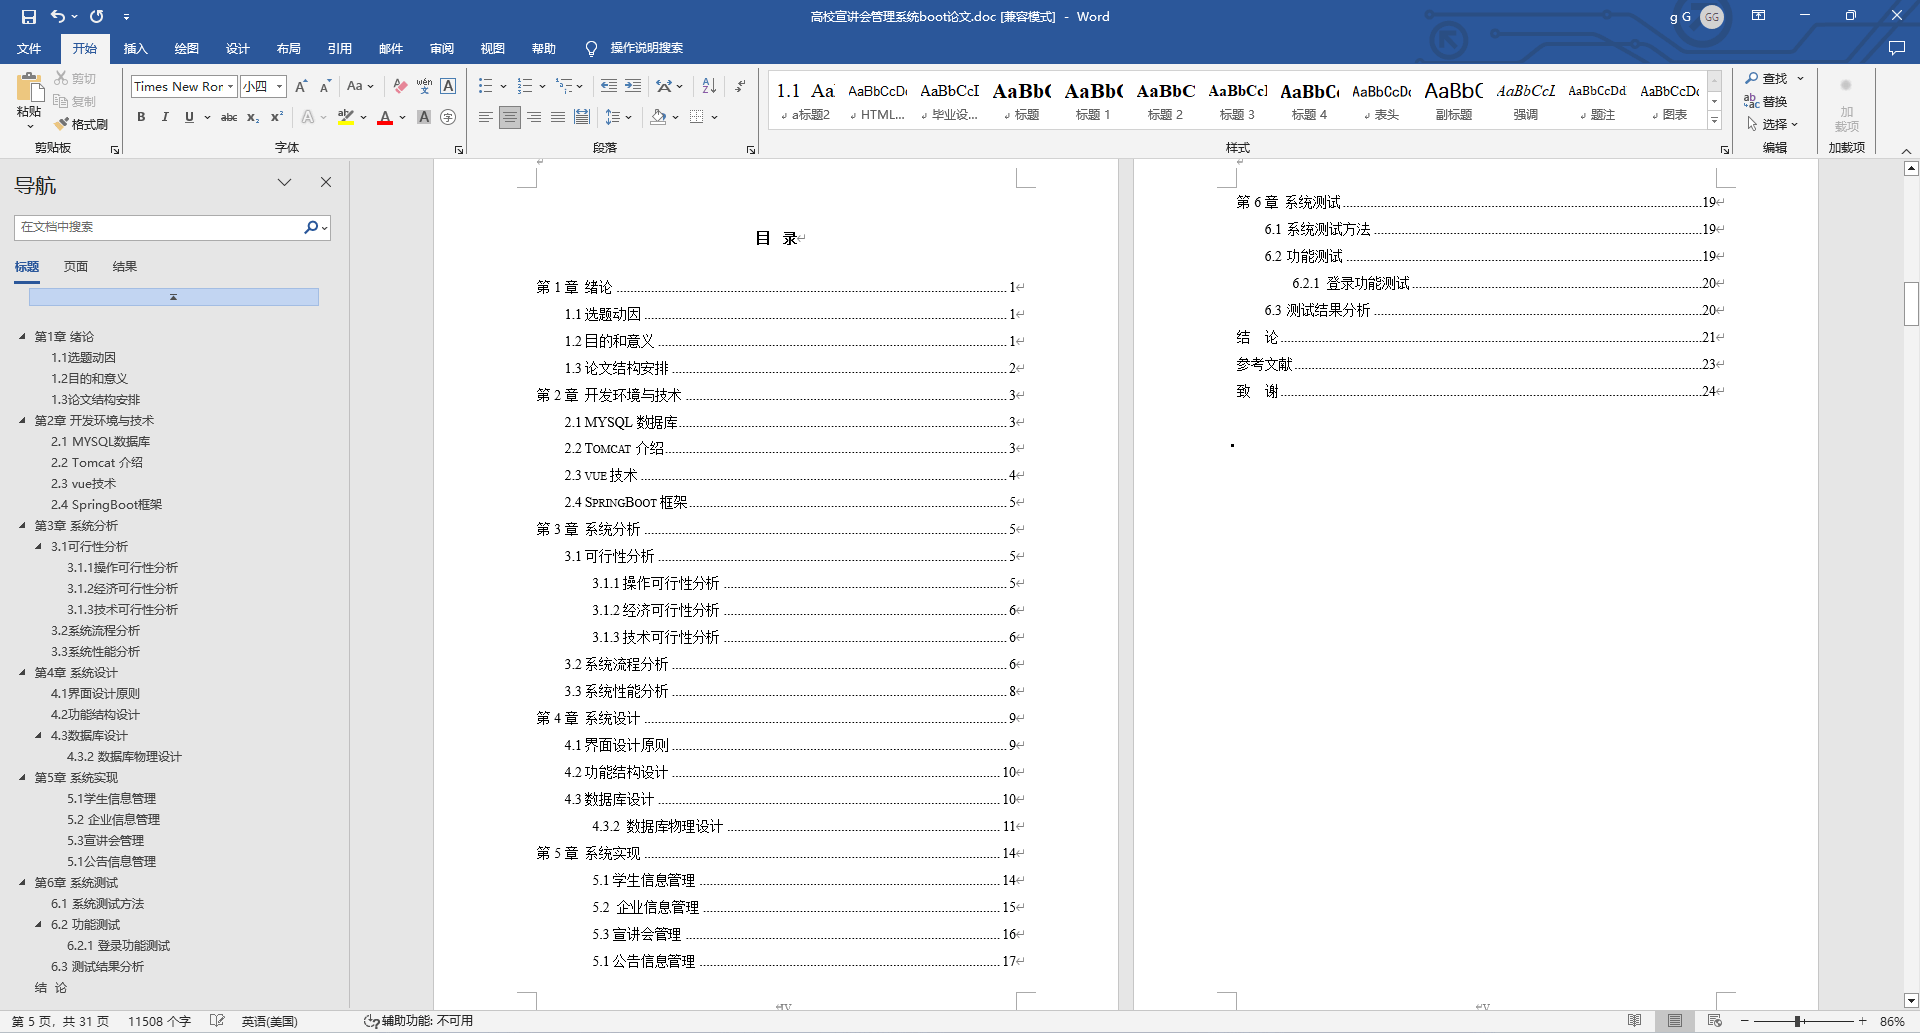 高校宣讲会管理系统boot论文.doc [兼容模式] - Word
g G GG
文件 开始 插入 绘图 设计 布局 引用 邮件 审阅 视图 帮助 操作说明搜索
粘贴 剪切 复制 格式刷
剪贴板
Times New Ror 小四
字体
段落
1.1 Aa AaBbCcDc AaBbCcI AaBb( AaBb( AaBbC AaBbCcI AaBbCc AaBbCcDc AaBbC AaBbCcL AaBbCcDd AaBbCcDc
a标题2 HTML... 毕业设... 标题 标题 1 标题 2 标题 3 标题 4 表头 副标题 强调 题注 图表
样式
查找 替换 选择
编辑
加载项
加载项
导航
在文档中搜索
标题 页面 结果
第1章 绪论
1.1选题动因
1.2目的和意义
1.3论文结构安排
第2章 开发环境与技术
2.1 MYSQL数据库
2.2 Tomcat 介绍
2.3 vue技术
2.4 SpringBoot框架
第3章 系统分析
3.1可行性分析
3.1.1操作可行性分析
3.1.2经济可行性分析
3.1.3技术可行性分析
3.2系统流程分析
3.3系统性能分析
第4章 系统设计
4.1界面设计原则
4.2功能结构设计
4.3数据库设计
4.3.2 数据库物理设计
第5章 系统实现
5.1学生信息管理
5.2 企业信息管理
5.3宣讲会管理
5.1公告信息管理
第6章 系统测试
6.1 系统测试方法
6.2 功能测试
6.2.1 登录功能测试
6.3 测试结果分析
结 论
目 录
第 1 章 绪论 1
1.1 选题动因 1
1.2 目的和意义 1
1.3 论文结构安排 2
第 2 章 开发环境与技术 3
2.1 MYSQL 数据库 3
2.2 TOMCAT 介绍 3
2.3 VUE 技术 4
2.4 SPRINGBOOT 框架 5
第 3 章 系统分析 5
3.1 可行性分析 5
3.1.1 操作可行性分析 5
3.1.2 经济可行性分析 6
3.1.3 技术可行性分析 6
3.2 系统流程分析 6
3.3 系统性能分析 8
第 4 章 系统设计 9
4.1 界面设计原则 9
4.2 功能结构设计 10
4.3 数据库设计 10
4.3.2 数据库物理设计 11
第 5 章 系统实现 14
5.1 学生信息管理 14
5.2 企业信息管理 15
5.3 宣讲会管理 16
5.1 公告信息管理 17
IV
第 6 章 系统测试 19
6.1 系统测试方法 19
6.2 功能测试 19
6.2.1 登录功能测试 20
6.3 测试结果分析 20
结 论 21
参考文献 23
致 谢 24
V
第 5 页，共 31 页 11508 个字 英语(美国) 辅助功能: 不可用 86%